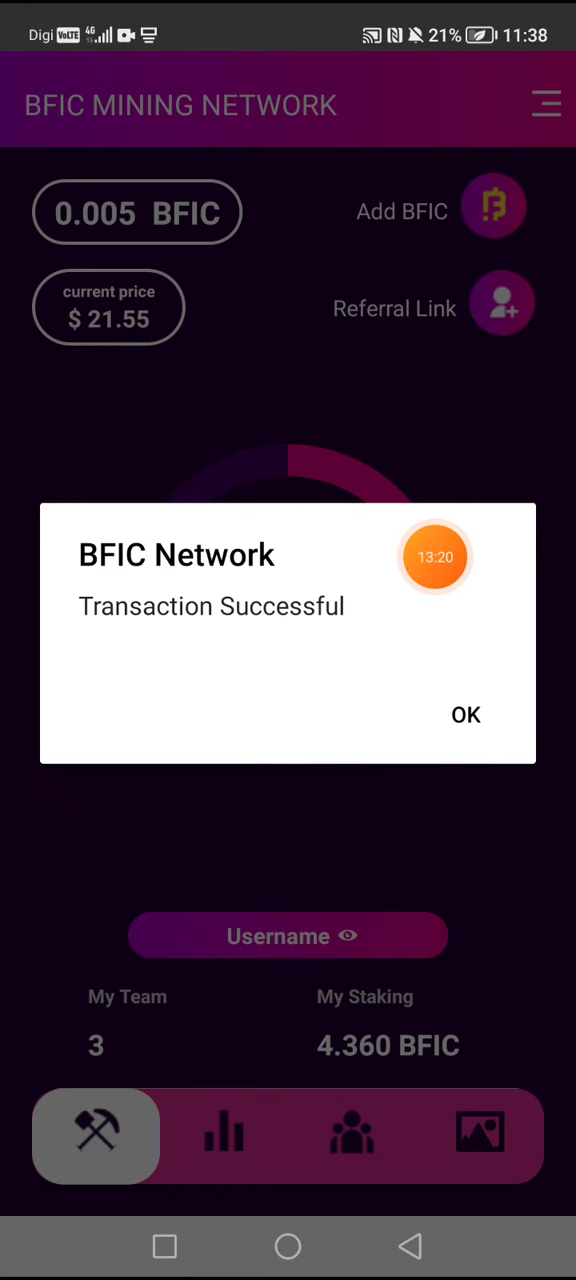 Digi VoLTE 4G 21% 11:38
BFIC MINING NETWORK
0.005 BFIC
Add BFIC
current price
$ 21.55
Referral Link
BFIC Network
13:20
Transaction Successful
OK
Username
My Team
My Staking
3
4.360 BFIC